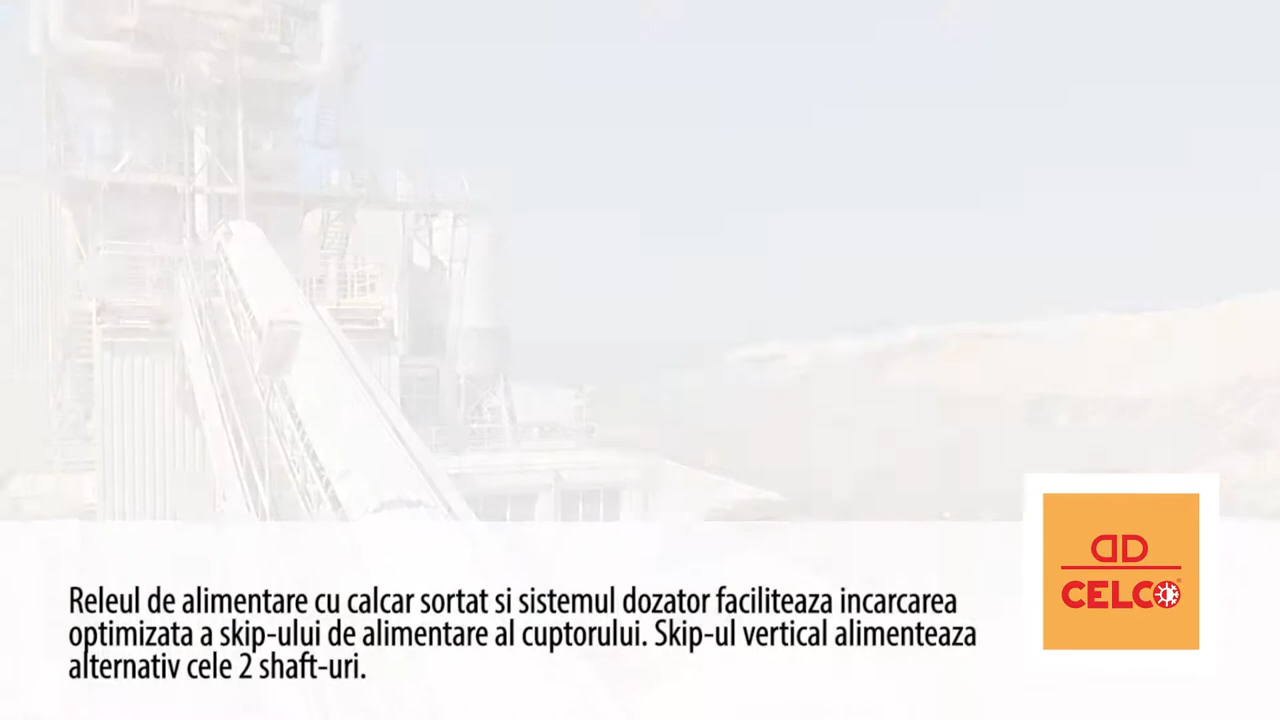 Releul de alimentare cu calcar sortat si sistemul dozator faciliteaza incarcarea
optimizata a skip-ului de alimentare al cuptorului. Skip-ul vertical alimenteaza
alternativ cele 2 shaft-uri.
CELCO®